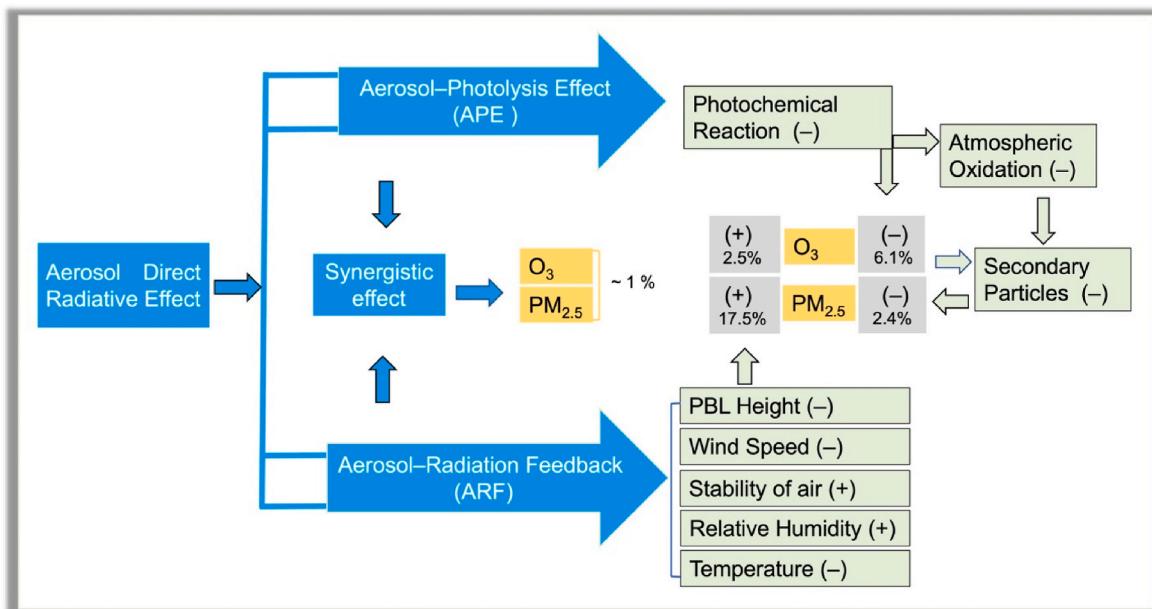 Aerosol–Photolysis Effect
(APE )
Photochemical
Reaction (–)
Atmospheric
Oxidation (–)
Aerosol Direct
Radiative Effect
Synergistic
effect
O₃
PM₂.₅
~ 1 %
(+)
2.5%
O₃
(–)
6.1%
(+)
17.5%
PM₂.₅
(–)
2.4%
Secondary
Particles (–)
Aerosol–Radiation Feedback
(ARF)
PBL Height (–)
Wind Speed (–)
Stability of air (+)
Relative Humidity (+)
Temperature (–)